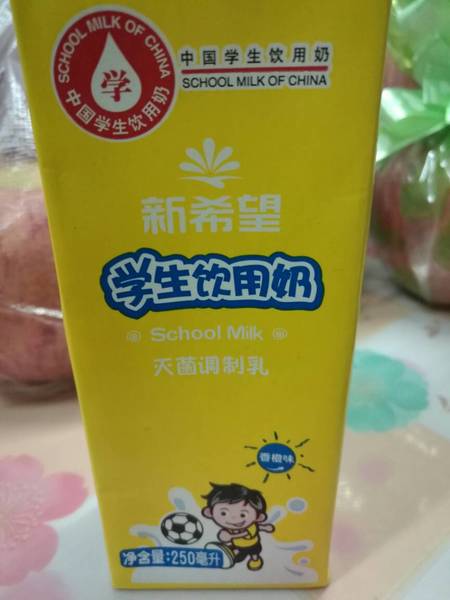 SCHOOL MILK OF CHINA
学
中国学生饮用奶
中国学生饮用奶
SCHOOL MILK OF CHINA
新希望
学生饮用奶
School Milk
灭菌调制乳
香橙味
净含量:250毫升